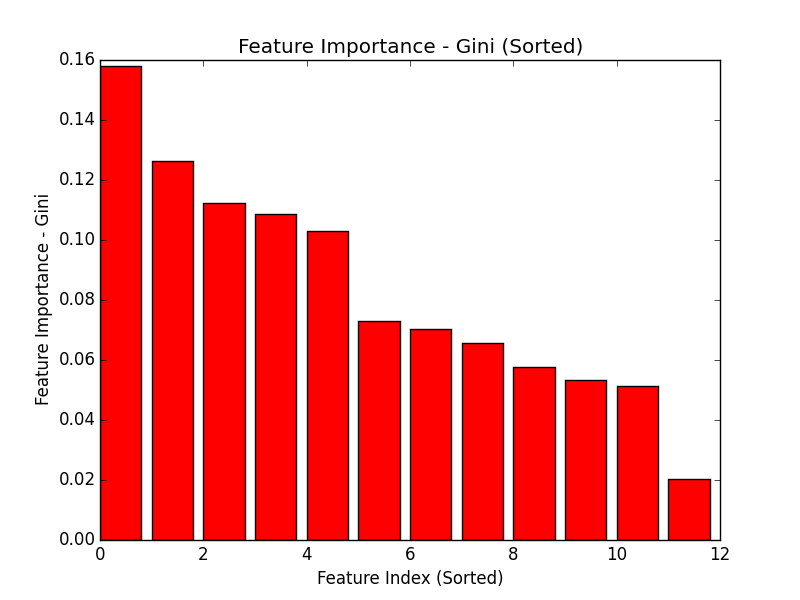 Feature Importance - Gini (Sorted)
0.16
0.14
0.12
0.10
0.08
0.06
0.04
0.02
0.00
Feature Importance - Gini
0 2 4 6 8 10 12
Feature Index (Sorted)